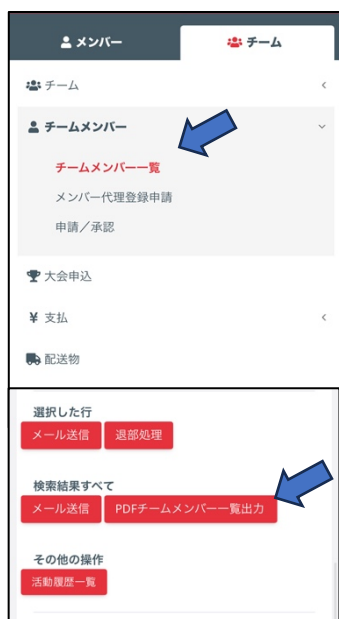 メンバー チーム
チーム
チームメンバー
チームメンバー一覧
メンバー代理登録申請
申請／承認
大会申込
¥ 支払
配送物
選択した行
メール送信 退部処理
検索結果すべて
メール送信 PDFチームメンバー一覧出力
その他の操作
活動履歴一覧